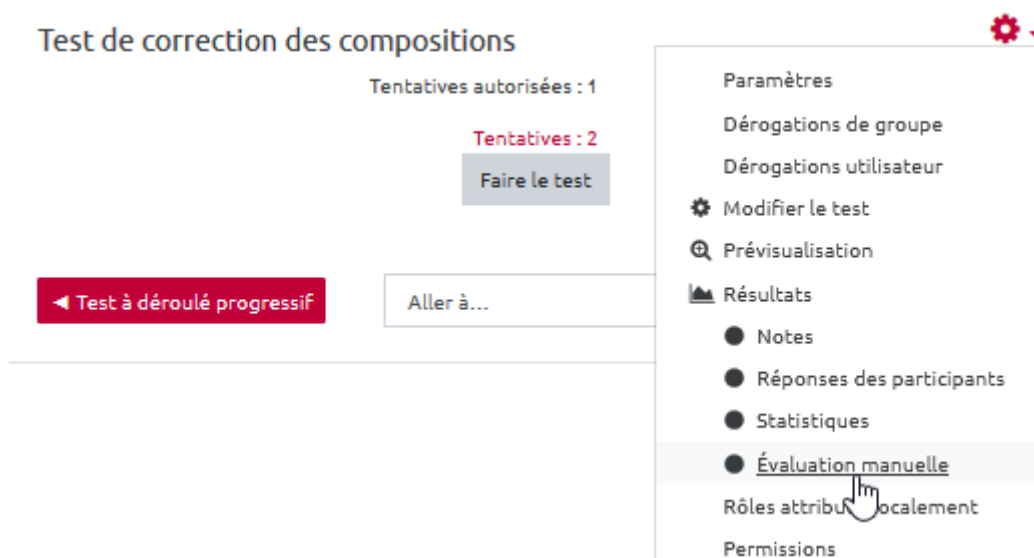 Test de correction des compositions
Tentatives autorisées : 1
Tentatives : 2
Faire le test
◄ Test à déroulé progressif
Aller à...
Paramètres
Dérogations de groupe
Dérogations utilisateur
Modifier le test
Prévisualisation
Résultats
Notes
Réponses des participants
Statistiques
Évaluation manuelle
Rôles attribu ocalement
Permissions